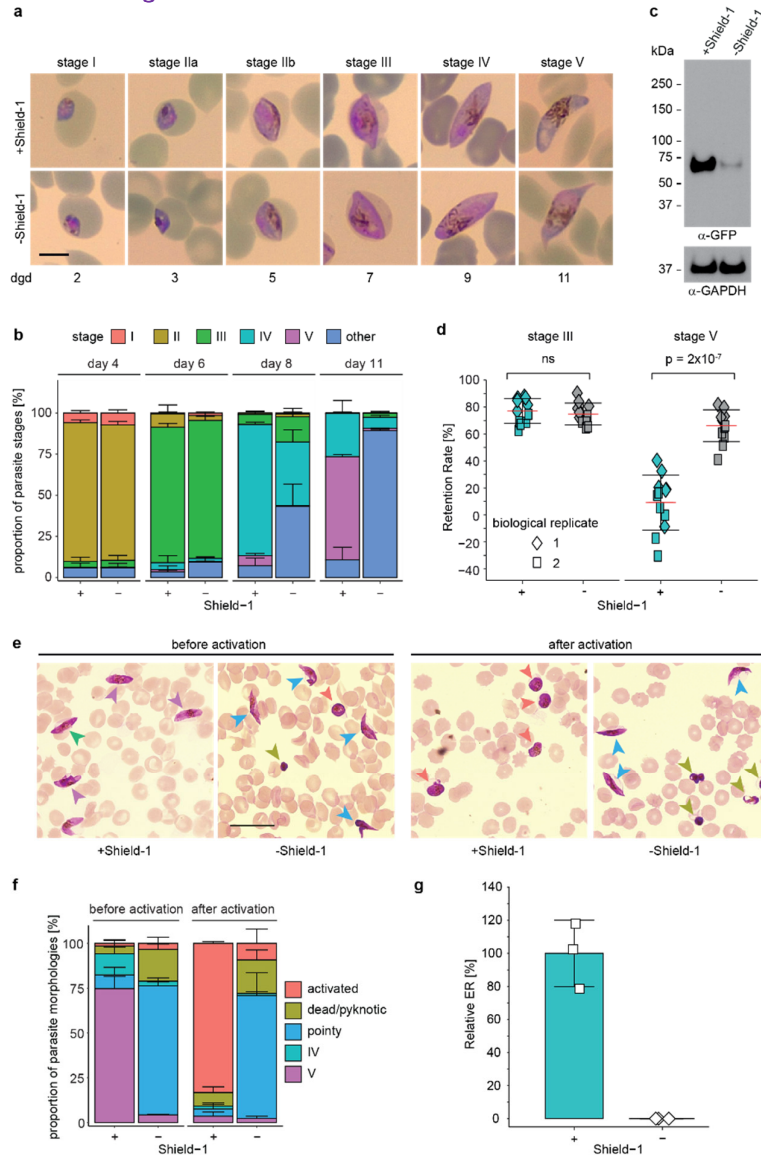 a
stage I stage IIa stage IIb stage III stage IV stage V
+Shield-1
-Shield-1
dgd 2 3 5 7 9 11
c
+Shield-1
-Shield-1
kDa
250 –
150 –
100 –
75 –
50 –
37 –
α-GFP
37 –
α-GAPDH
b
stage I II III IV V other
day 4 day 6 day 8 day 11
proportion of parasite stages [%]
100
75
50
25
0
+ − + − + − + −
Shield−1
d
stage III stage V
ns p = 2x10-7
Retention Rate [%]
100
80
60
40
20
0
−20
−40
biological replicate
1
2
+ - + -
Shield−1
e
before activation after activation
+Shield-1 -Shield-1 +Shield-1 -Shield-1
f
before activation after activation
proportion of parasite morphologies [%]
100
75
50
25
0
activated
dead/pyknotic
pointy
IV
V
+ − + −
Shield−1
g
Relative ER [%]
140
120
100
80
60
40
20
0
+ −
Shield−1